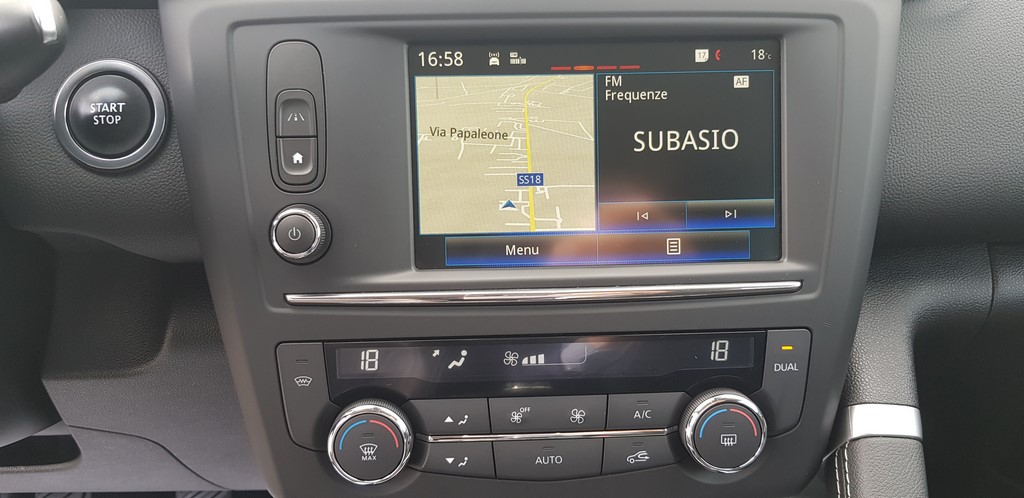 START
STOP
16:58
17
18°C
Via Papaleone
SS18
FM
AF
Frequenze
SUBASIO
Menu
18
18
DUAL
OFF
A/C
MAX
AUTO